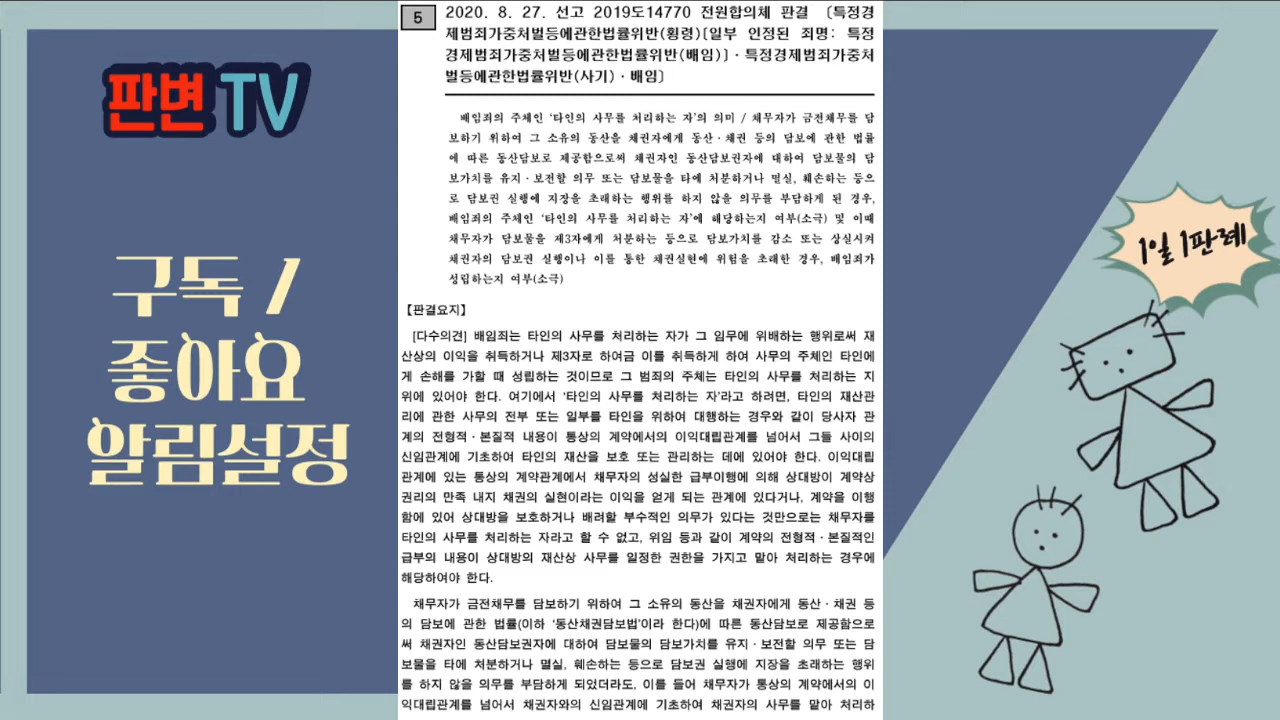 판변 TV
구독 /
좋아요
알림설정
5
2020. 8. 27. 선고 2019도14770 전원합의체 판결 〔특정경
제범죄가중처벌등에관한법률위반(횡령)〔일부 인정된 죄명: 특정
경제범죄가중처벌등에관한법률위반(배임)〕·특정경제범죄가중처
벌등에관한법률위반(사기)·배임〕
배임죄의 주체인 '타인의 사무를 처리하는 자'의 의미 / 채무자가 금전채무를 담
보하기 위하여 그 소유의 동산을 채권자에게 동산·채권 등의 담보에 관한 법률
에 따른 동산담보로 제공함으로써 채권자인 동산담보권자에 대하여 담보물의 담
보가치를 유지·보전할 의무 또는 담보물을 타에 처분하거나 멸실, 훼손하는 등으
로 담보권 실행에 지장을 초래하는 행위를 하지 않을 의무를 부담하게 된 경우,
배임죄의 주체인 '타인의 사무를 처리하는 자'에 해당하는지 여부(소극) 및 이때
채무자가 담보물을 제3자에게 처분하는 등으로 담보가치를 감소 또는 상실시켜
채권자의 담보권 실행이나 이를 통한 채권실현에 위험을 초래한 경우, 배임죄가
성립하는지 여부(소극)
【판결요지】
[다수의견] 배임죄는 타인의 사무를 처리하는 자가 그 임무에 위배하는 행위로써 재
산상의 이익을 취득하거나 제3자로 하여금 이를 취득하게 하여 사무의 주체인 타인에
게 손해를 가할 때 성립하는 것이므로 그 범죄의 주체는 타인의 사무를 처리하는 지
위에 있어야 한다. 여기에서 '타인의 사무를 처리하는 자'라고 하려면, 타인의 재산관
리에 관한 사무의 전부 또는 일부를 타인을 위하여 대행하는 경우와 같이 당사자 관
계의 전형적·본질적 내용이 통상의 계약에서의 이익대립관계를 넘어서 그들 사이의
신임관계에 기초하여 타인의 재산을 보호 또는 관리하는 데에 있어야 한다. 이익대립
관계에 있는 통상의 계약관계에서 채무자의 성실한 급부이행에 의해 상대방이 계약상
권리의 만족 내지 채권의 실현이라는 이익을 얻게 되는 관계에 있다거나, 계약을 이행
함에 있어 상대방을 보호하거나 배려할 부수적인 의무가 있다는 것만으로는 채무자를
타인의 사무를 처리하는 자라고 할 수 없고, 위임 등과 같이 계약의 전형적·본질적인
급부의 내용이 상대방의 재산상 사무를 일정한 권한을 가지고 맡아 처리하는 경우에
해당하여야 한다.
채무자가 금전채무를 담보하기 위하여 그 소유의 동산을 채권자에게 동산·채권 등
의 담보에 관한 법률(이하 '동산채권담보법'이라 한다)에 따른 동산담보로 제공함으로
써 채권자인 동산담보권자에 대하여 담보물의 담보가치를 유지·보전할 의무 또는 담
보물을 타에 처분하거나 멸실, 훼손하는 등으로 담보권 실행에 지장을 초래하는 행위
를 하지 않을 의무를 부담하게 되었더라도, 이를 들어 채무자가 통상의 계약에서의 이
익대립관계를 넘어서 채권자와의 신임관계에 기초하여 채권자의 사무를 맡아 처리하
1일 1판례